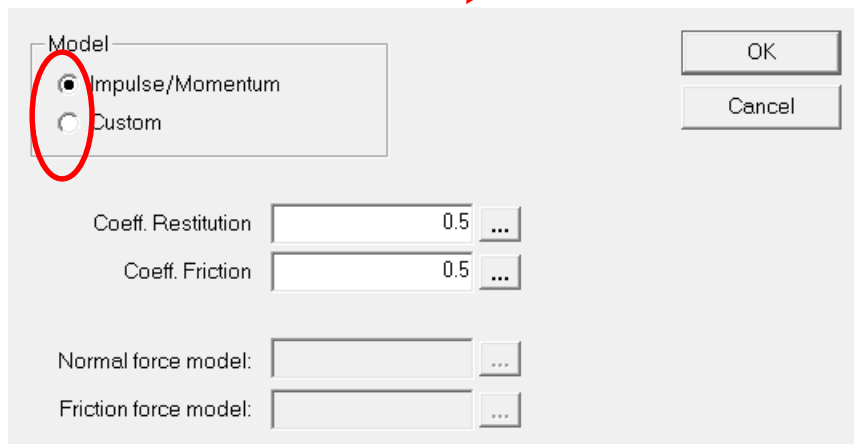 Model
Impulse/Momentum
Custom
OK
Cancel
Coeff. Restitution 0.5 ...
Coeff. Friction 0.5 ...
Normal force model: ...
Friction force model: ...